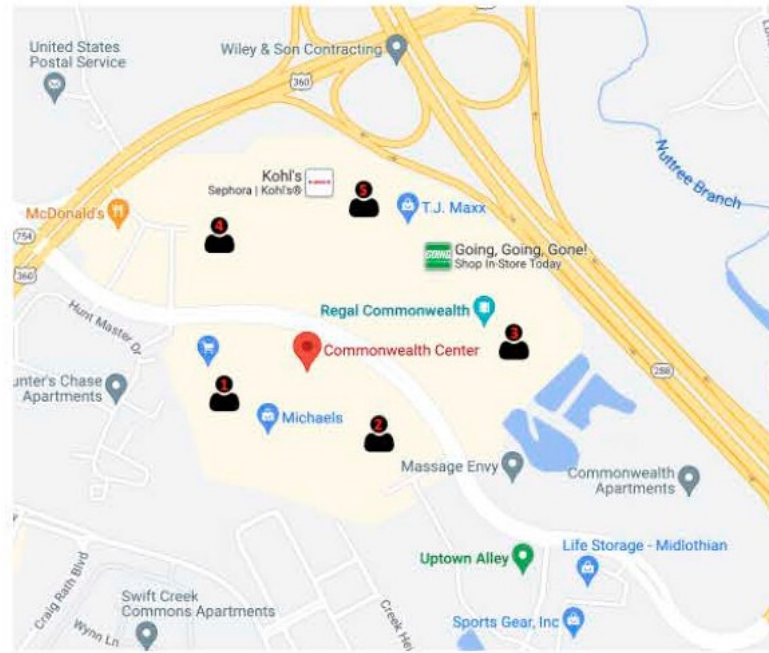 United States
Postal Service
Wiley & Son Contracting
360
Nuttree Branch
Kohl's
Sephora | Kohl's®
5
T.J. Maxx
McDonald's
4
754
360
GOING
Going, Going, Gone!
Shop In-Store Today
Hunt Master Dr
Regal Commonwealth
3
Commonwealth Center
288
unter's Chase
Apartments
1
Michaels
2
Massage Envy
Commonwealth
Apartments
Craig Rath Blvd
Uptown Alley
Life Storage - Midlothian
Swift Creek
Commons Apartments
Wynn Ln
Creek He
Sports Gear, Inc